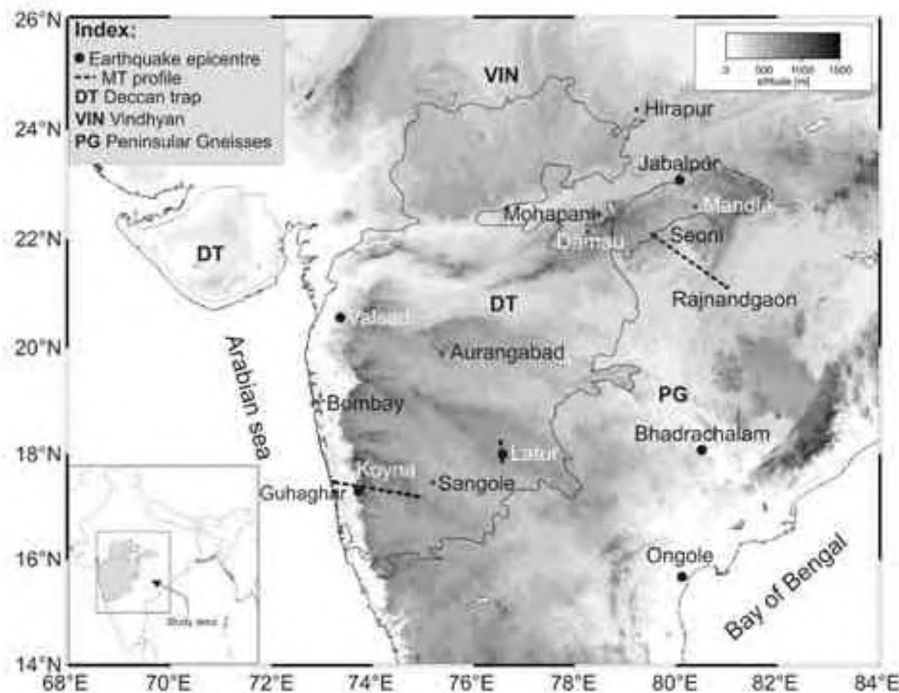 26°N
24°N
22°N
20°N
18°N
16°N
14°N
68°E
70°E
72°E
74°E
76°E
78°E
80°E
82°E
84°E
Index:
Earthquake epicentre
MT profile
DT Deccan trap
VIN Vindhyan
PG Peninsular Gneisses
0 500 1000 1500
altitude [m]
VIN
Hirapur
Jabalpur
Mohapani
Mandla
Damau
Seoni
DT
DT
Rajnandgaon
Valsad
Aurangabad
Arabian sea
Bombay
PG
Bhadrachalam
Latur
Koyna
Guhaghar
Sangole
Ongole
Bay of Bengal
Study area